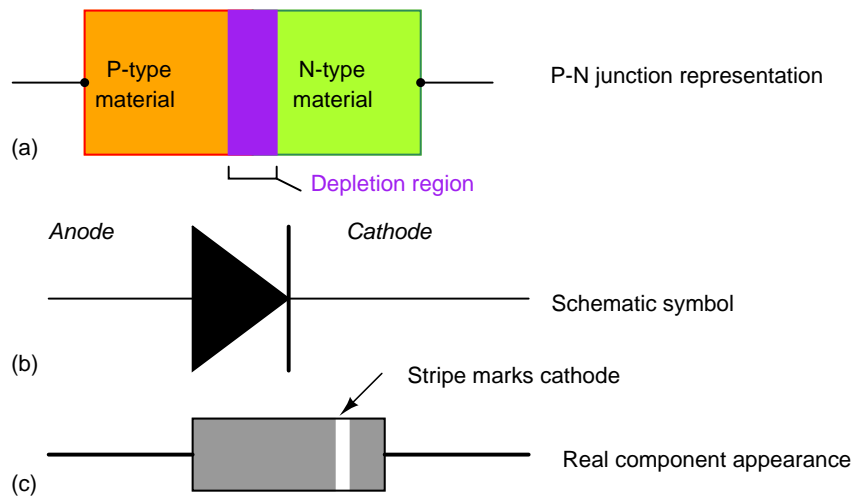 P-type
material
N-type
material
P-N junction representation
(a)
Depletion region
Anode
Cathode
Schematic symbol
(b)
Stripe marks cathode
Real component appearance
(c)